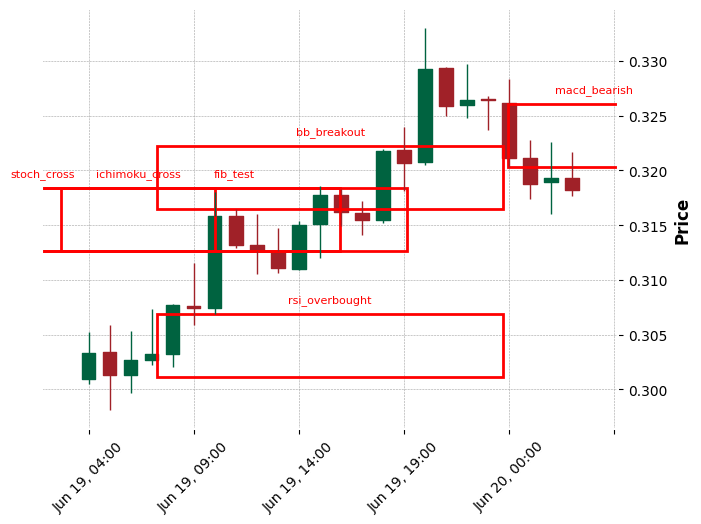 macd_bearish
bb_breakout
stoch_cross
ichimoku_cross
fib_test
rsi_overbought
0.330
0.325
0.320
0.315
0.310
0.305
0.300
Price
Jun 19, 04:00
Jun 19, 09:00
Jun 19, 14:00
Jun 19, 19:00
Jun 20, 00:00